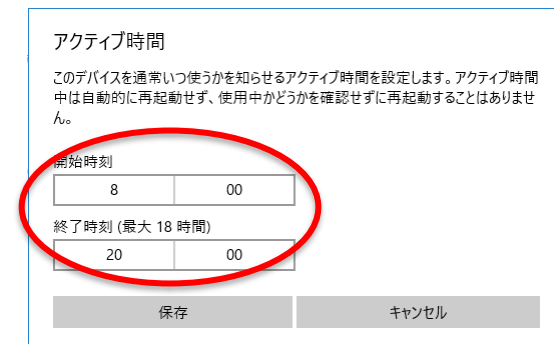 アクティブ時間
このデバイスを通常いつ使うかを知らせるアクティブ時間を設定します。アクティブ時間
中は自動的に再起動せず、使用中かどうかを確認せずに再起動することはありませ
ん。
開始時刻
8 00
終了時刻 (最大 18 時間)
20 00
保存 キャンセル